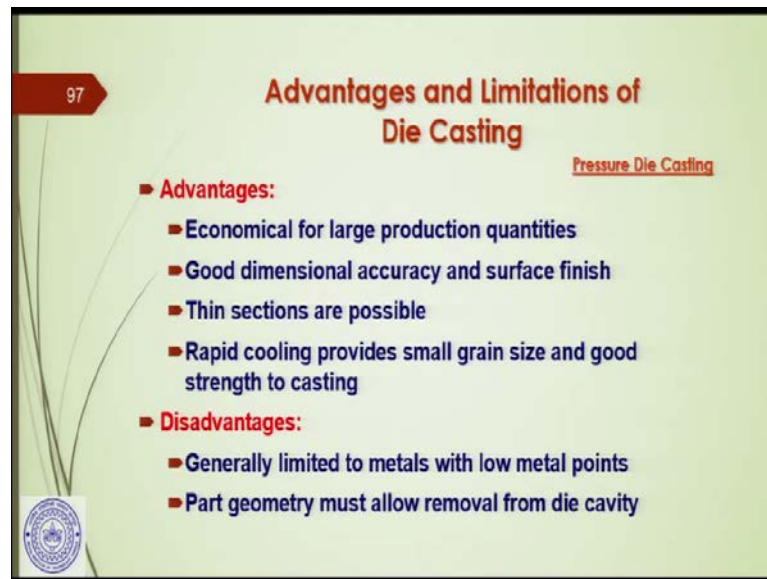 97
Advantages and Limitations of
Die Casting
Pressure Die Casting
Advantages:
Economical for large production quantities
Good dimensional accuracy and surface finish
Thin sections are possible
Rapid cooling provides small grain size and good
strength to casting
Disadvantages:
Generally limited to metals with low metal points
Part geometry must allow removal from die cavity